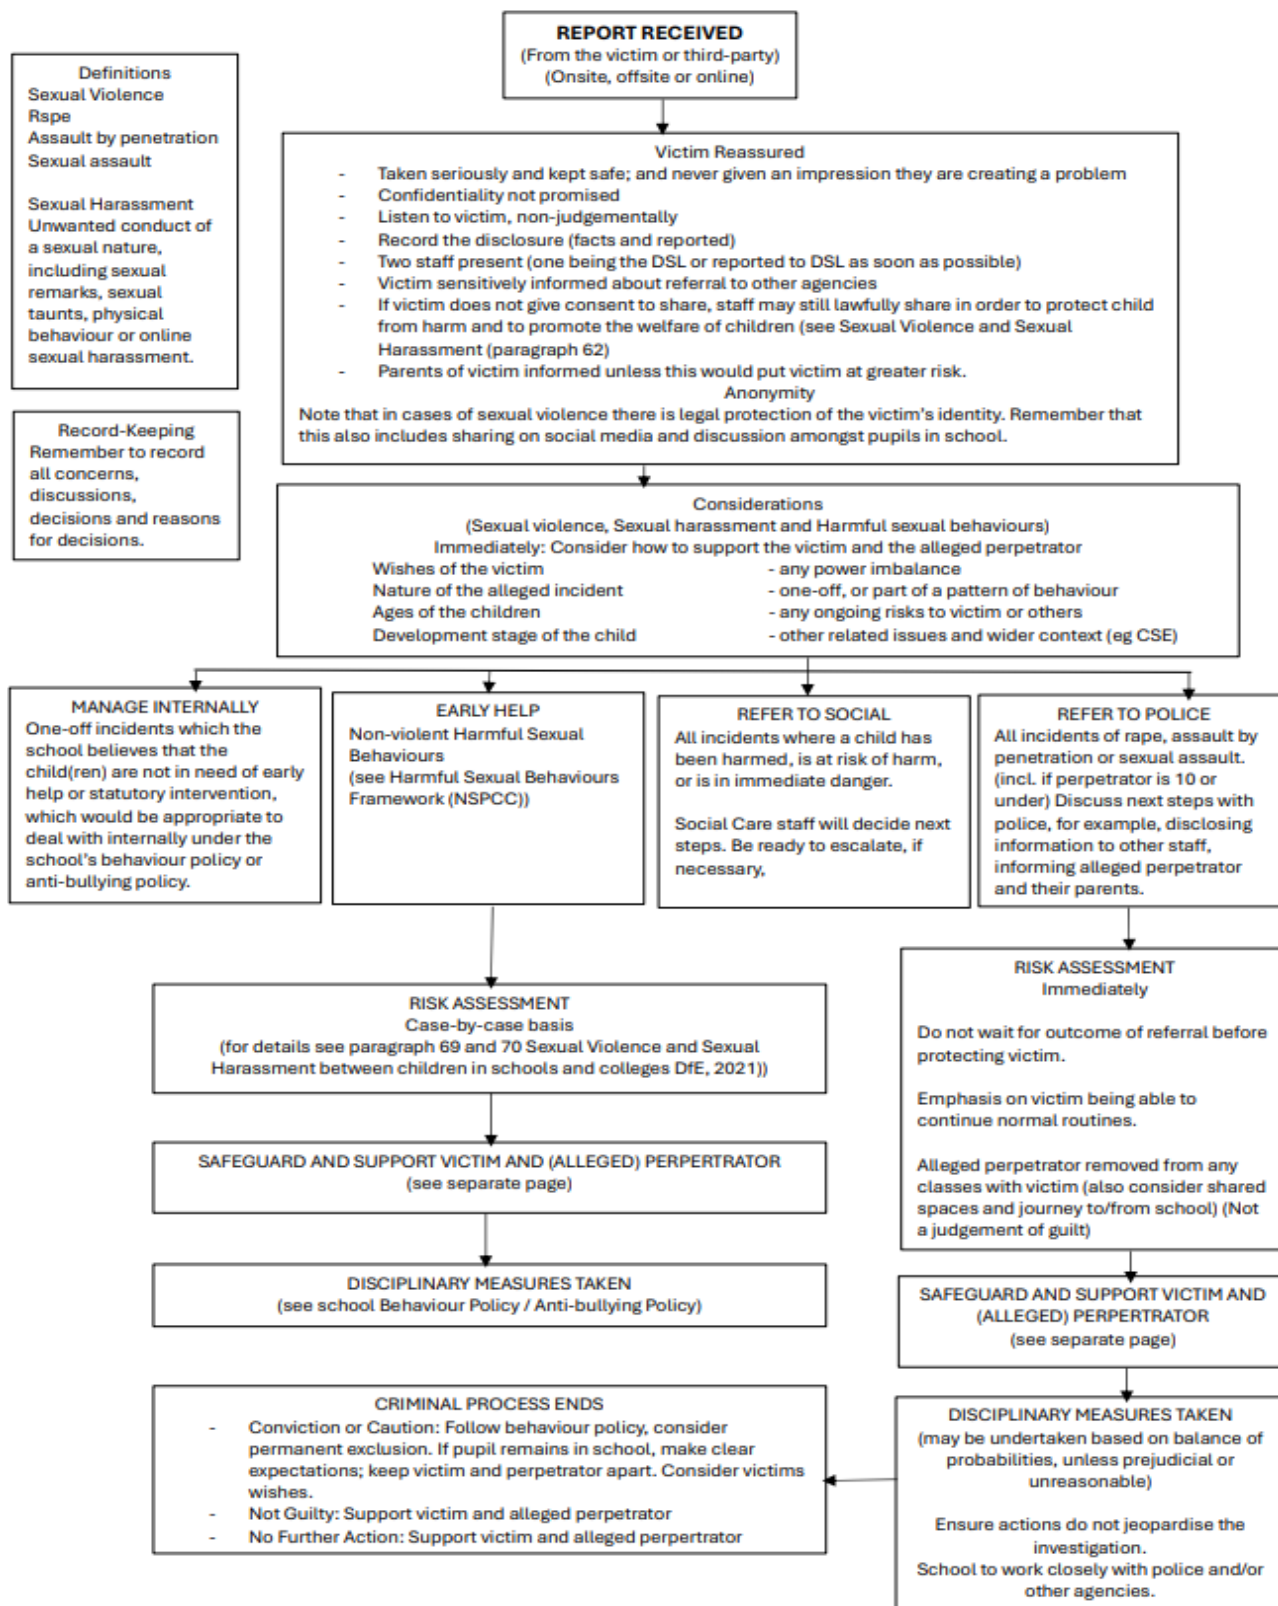 REPORT RECEIVED
(From the victim or third-party)
(Onsite, offsite or online)
Definitions
Sexual Violence
Rspe
Assault by penetration
Sexual assault
Sexual Harassment
Unwanted conduct of
a sexual nature,
including sexual
remarks, sexual
taunts, physical
behaviour or online
sexual harassment.
Record-Keeping
Remember to record
all concerns,
discussions,
decisions and reasons
for decisions.
Victim Reassured
- Taken seriously and kept safe; and never given an impression they are creating a problem
- Confidentiality not promised
- Listen to victim, non-judgementally
- Record the disclosure (facts and reported)
- Two staff present (one being the DSL or reported to DSL as soon as possible)
- Victim sensitively informed about referral to other agencies
- If victim does not give consent to share, staff may still lawfully share in order to protect child
from harm and to promote the welfare of children (see Sexual Violence and Sexual
Harassment (paragraph 62)
- Parents of victim informed unless this would put victim at greater risk.
Anonymity
Note that in cases of sexual violence there is legal protection of the victim's identity. Remember that
this also includes sharing on social media and discussion amongst pupils in school.
Considerations
(Sexual violence, Sexual harassment and Harmful sexual behaviours)
Immediately: Consider how to support the victim and the alleged perpetrator
Wishes of the victim - any power imbalance
Nature of the alleged incident - one-off, or part of a pattern of behaviour
Ages of the children - any ongoing risks to victim or others
Development stage of the child - other related issues and wider context (eg CSE)
MANAGE INTERNALLY
One-off incidents which the
school believes that the
child(ren) are not in need of early
help or statutory intervention,
which would be appropriate to
deal with internally under the
school's behaviour policy or
anti-bullying policy.
EARLY HELP
Non-violent Harmful Sexual
Behaviours
(see Harmful Sexual Behaviours
Framework (NSPCC))
REFER TO SOCIAL
All incidents where a child has
been harmed, is at risk of harm,
or is in immediate danger.
Social Care staff will decide next
steps. Be ready to escalate, if
necessary,
REFER TO POLICE
All incidents of rape, assault by
penetration or sexual assault.
(incl. if perpetrator is 10 or
under) Discuss next steps with
police, for example, disclosing
information to other staff,
informing alleged perpetrator
and their parents.
RISK ASSESSMENT
Case-by-case basis
(for details see paragraph 69 and 70 Sexual Violence and Sexual
Harassment between children in schools and colleges DfE, 2021))
SAFEGUARD AND SUPPORT VICTIM AND (ALLEGED) PERPERTRATOR
(see separate page)
DISCIPLINARY MEASURES TAKEN
(see school Behaviour Policy / Anti-bullying Policy)
RISK ASSESSMENT
Immediately
Do not wait for outcome of referral before
protecting victim.
Emphasis on victim being able to
continue normal routines.
Alleged perpetrator removed from any
classes with victim (also consider shared
spaces and journey to/from school) (Not
a judgement of guilt)
SAFEGUARD AND SUPPORT VICTIM AND
(ALLEGED) PERPERTRATOR
(see separate page)
DISCIPLINARY MEASURES TAKEN
(may be undertaken based on balance of
probabilities, unless prejudicial or
unreasonable)
Ensure actions do not jeopardise the
investigation.
School to work closely with police and/or
other agencies.
CRIMINAL PROCESS ENDS
- Conviction or Caution: Follow behaviour policy, consider
permanent exclusion. If pupil remains in school, make clear
expectations; keep victim and perpetrator apart. Consider victims
wishes.
- Not Guilty: Support victim and alleged perpetrator
- No Further Action: Support victim and alleged perpertrator